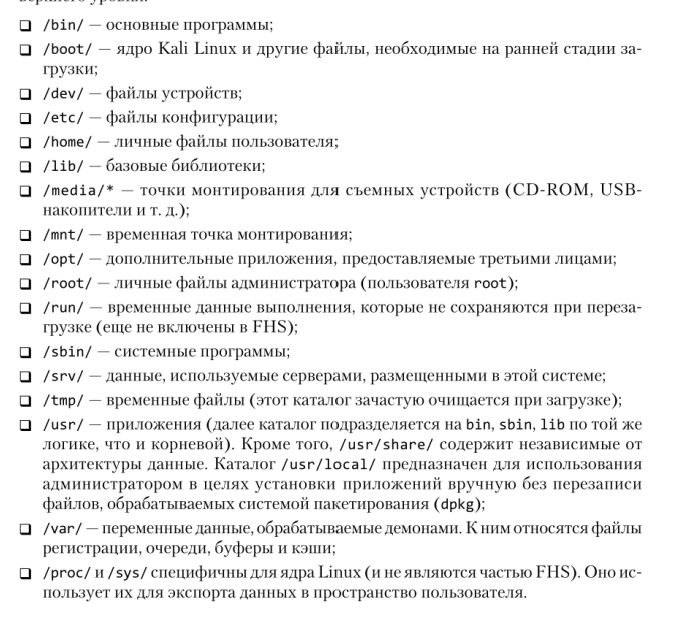 верхнего уровня.
❏ /bin/ — основные программы;
❏ /boot/ — ядро Kali Linux и другие файлы, необходимые на ранней стадии за-
грузки;
❏ /dev/ — файлы устройств;
❏ /etc/ — файлы конфигурации;
❏ /home/ — личные файлы пользователя;
❏ /lib/ — базовые библиотеки;
❏ /media/* — точки монтирования для съемных устройств (CD-ROM, USB-
накопители и т. д.);
❏ /mnt/ — временная точка монтирования;
❏ /opt/ — дополнительные приложения, предоставляемые третьими лицами;
❏ /root/ — личные файлы администратора (пользователя root);
❏ /run/ — временные данные выполнения, которые не сохраняются при переза-
грузке (еще не включены в FHS);
❏ /sbin/ — системные программы;
❏ /srv/ — данные, используемые серверами, размещенными в этой системе;
❏ /tmp/ — временные файлы (этот каталог зачастую очищается при загрузке);
❏ /usr/ — приложения (далее каталог подразделяется на bin, sbin, lib по той же
логике, что и корневой). Кроме того, /usr/share/ содержит независимые от
архитектуры данные. Каталог /usr/local/ предназначен для использования
администратором в целях установки приложений вручную без перезаписи
файлов, обрабатываемых системой пакетирования (dpkg);
❏ /var/ — переменные данные, обрабатываемые демонами. К ним относятся файлы
регистрации, очереди, буферы и кэши;
❏ /proc/ и /sys/ специфичны для ядра Linux (и не являются частью FHS). Оно ис-
пользует их для экспорта данных в пространство пользователя.